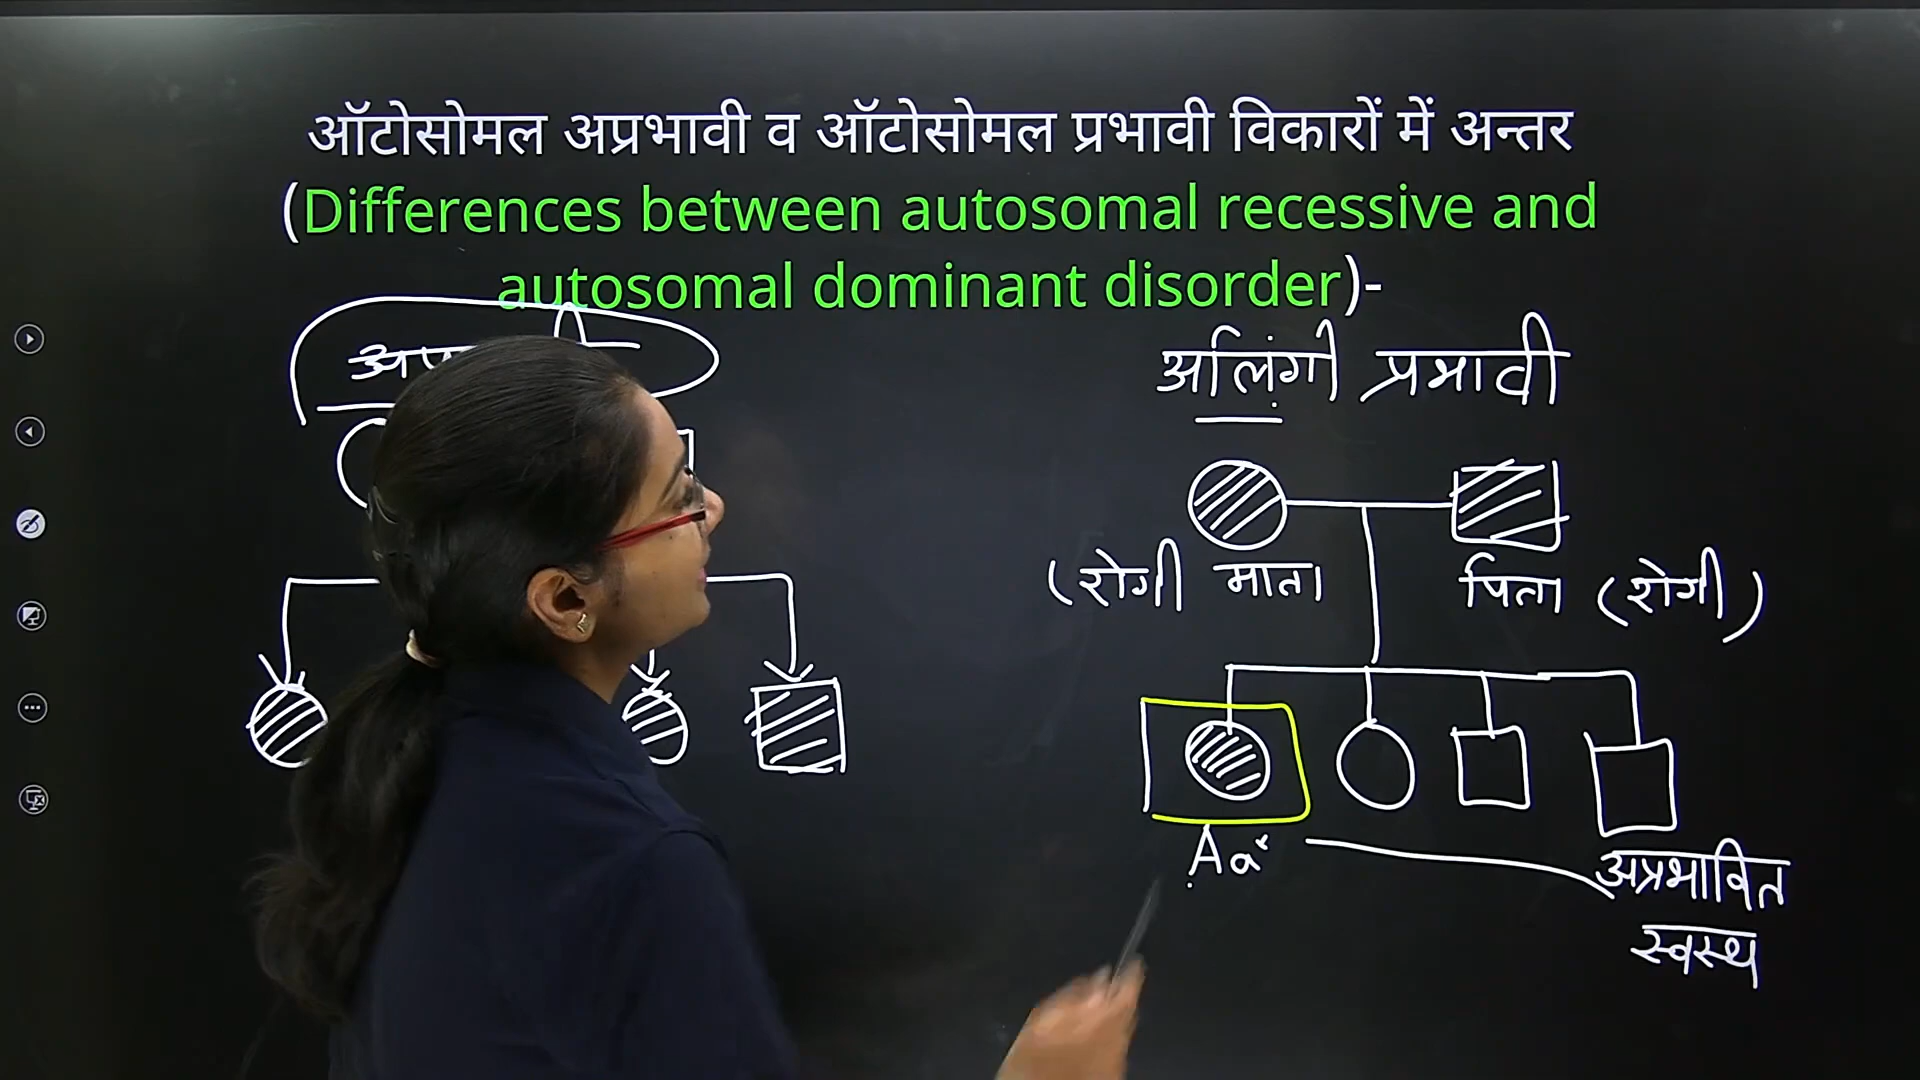 ऑटोसोमल अप्रभावी व ऑटोसोमल प्रभावी विकारों में अन्तर
(Differences between autosomal recessive and
autosomal dominant disorder)-
अलिंगी प्रभावी
(रोगी माता पिता (रोगी)
Aa
अप्रभावित
स्वस्थ